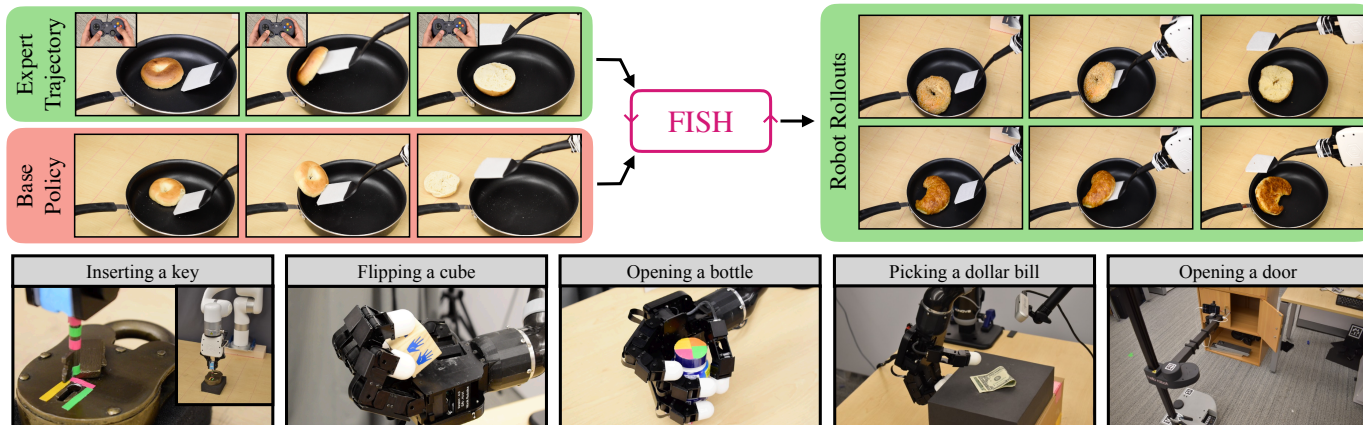 Expert
Trajectory
Base
Policy
FISH
Robot Rollouts
Inserting a key
Flipping a cube
Opening a bottle
Picking a dollar bill
Opening a door